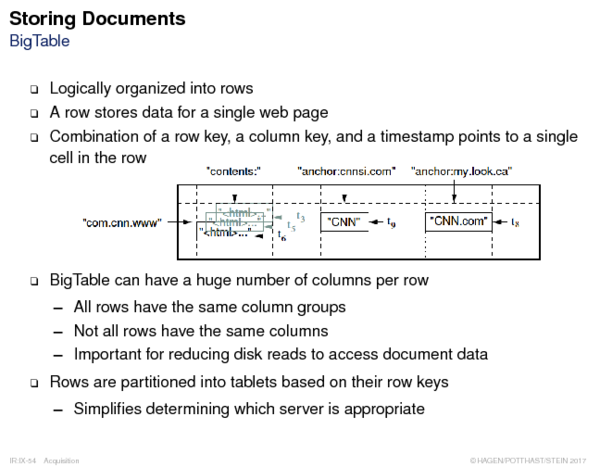 Storing Documents
BigTable
❑ Logically organized into rows
❑ A row stores data for a single web page
❑ Combination of a row key, a column key, and a timestamp points to a single
cell in the row
"contents:" "anchor:cnnsi.com" "anchor:my.look.ca"
"<html>..." t3
"com.cnn.www" "<html>..." t5 "CNN" t9 "CNN.com" t8
"<html>..." t6
❑ BigTable can have a huge number of columns per row
– All rows have the same column groups
– Not all rows have the same columns
– Important for reducing disk reads to access document data
❑ Rows are partitioned into tablets based on their row keys
– Simplifies determining which server is appropriate
IR:IX-54 Acquisition ©HAGEN/POTTHAST/STEIN 2017